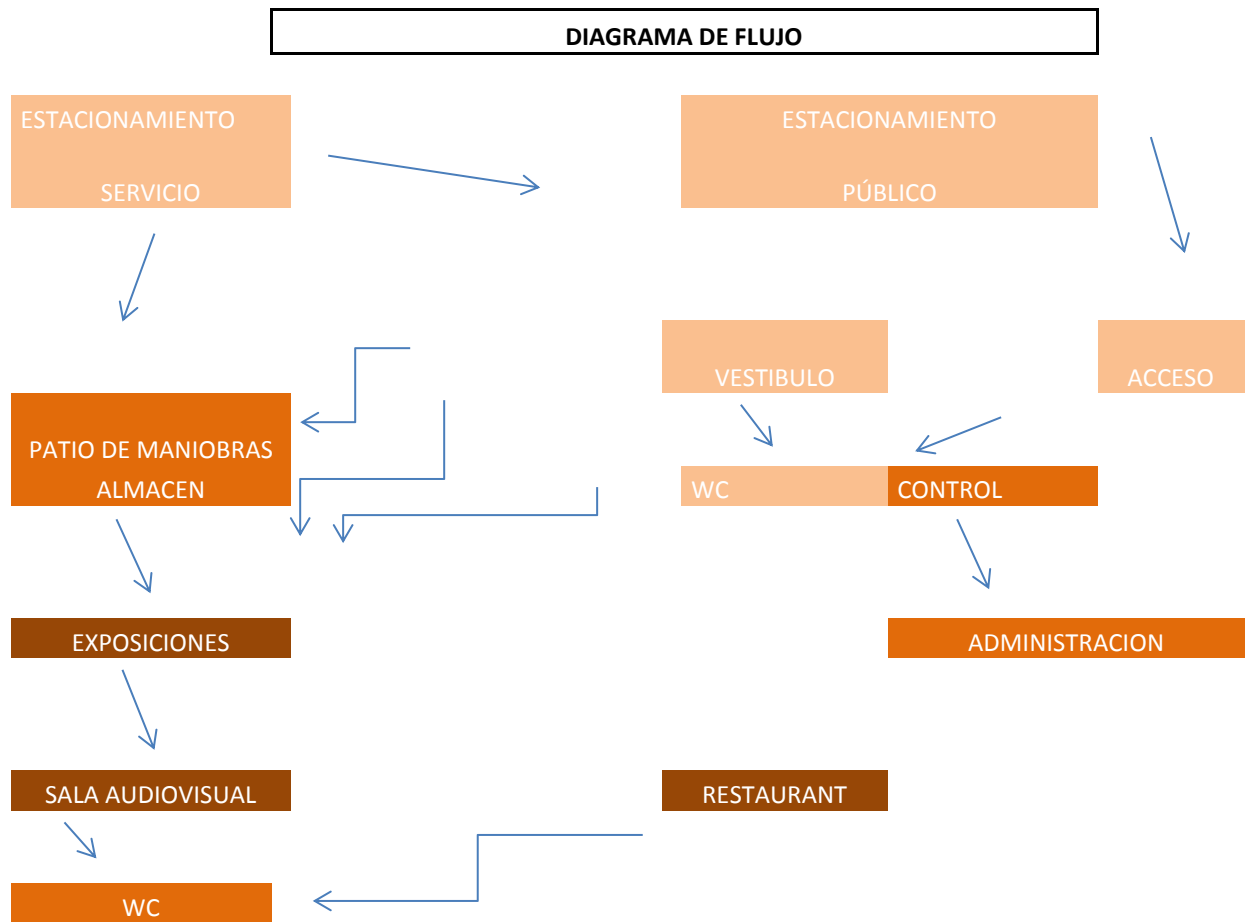 DIAGRAMA DE FLUJO
ESTACIONAMIENTO
SERVICIO
ESTACIONAMIENTO
PÚBLICO
VESTIBULO
ACCESO
PATIO DE MANIOBRAS
ALMACEN
WC
CONTROL
EXPOSICIONES
ADMINISTRACION
SALA AUDIOVISUAL
RESTAURANT
WC